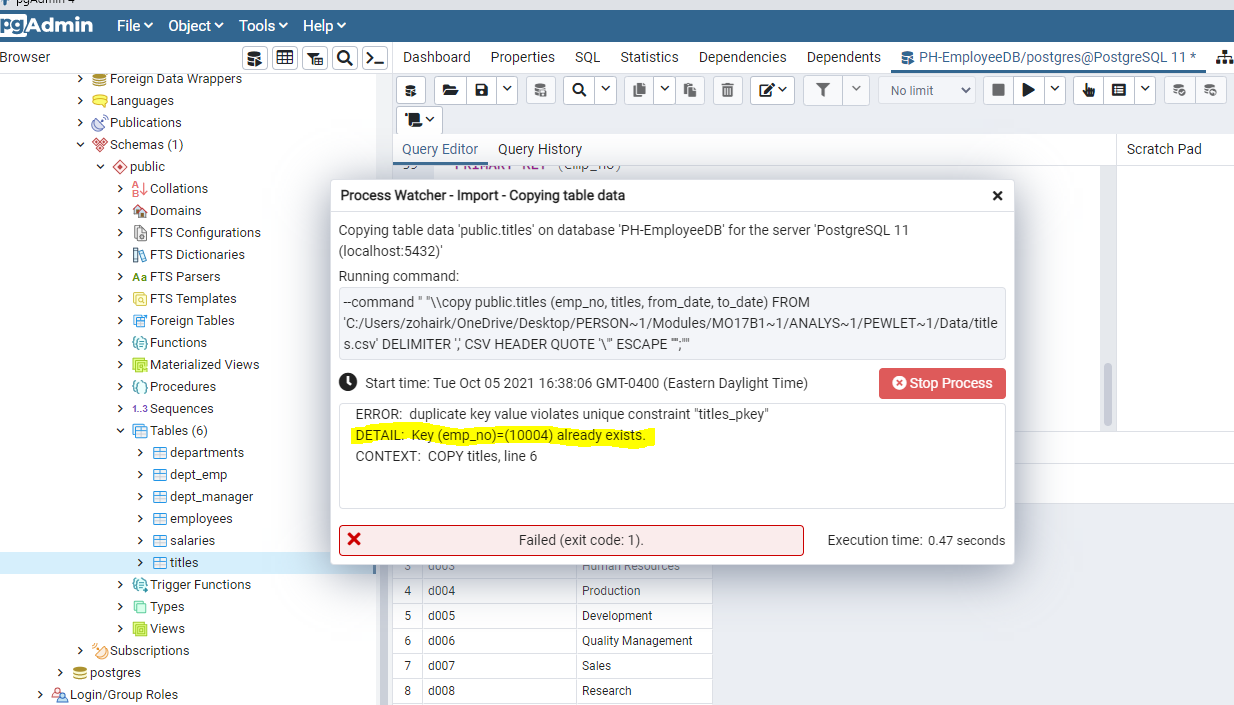 pgAdmin 4
pgAdmin File Object Tools Help
Browser
Dashboard Properties SQL Statistics Dependencies Dependents PH-EmployeeDB/postgres@PostgreSQL 11 *
No limit
Query Editor Query History
Scratch Pad
Foreign Data Wrappers
Languages
Publications
Schemas (1)
public
Collations
Domains
FTS Configurations
FTS Dictionaries
Aa FTS Parsers
FTS Templates
Foreign Tables
Functions
Materialized Views
Procedures
1..3 Sequences
Tables (6)
departments
dept_emp
dept_manager
employees
salaries
titles
Trigger Functions
Types
Views
Subscriptions
postgres
Login/Group Roles
PRIMARY KEY (emp_no)
Process Watcher - Import - Copying table data
Copying table data 'public.titles' on database 'PH-EmployeeDB' for the server 'PostgreSQL 11
(localhost:5432)'
Running command:
--command " "\\copy public.titles (emp_no, titles, from_date, to_date) FROM
'C:/Users/zohairk/OneDrive/Desktop/PERSON~1/Modules/MO17B1~1/ANALYS~1/PEWLET~1/Data/title
s.csv' DELIMITER ',' CSV HEADER QUOTE '\"' ESCAPE '''';""
Start time: Tue Oct 05 2021 16:38:06 GMT-0400 (Eastern Daylight Time)
Stop Process
ERROR: duplicate key value violates unique constraint "titles_pkey"
DETAIL: Key (emp_no)=(10004) already exists.
CONTEXT: COPY titles, line 6
Failed (exit code: 1).
Execution time: 0.47 seconds
3 d003 Human Resources
4 d004 Production
5 d005 Development
6 d006 Quality Management
7 d007 Sales
8 d008 Research